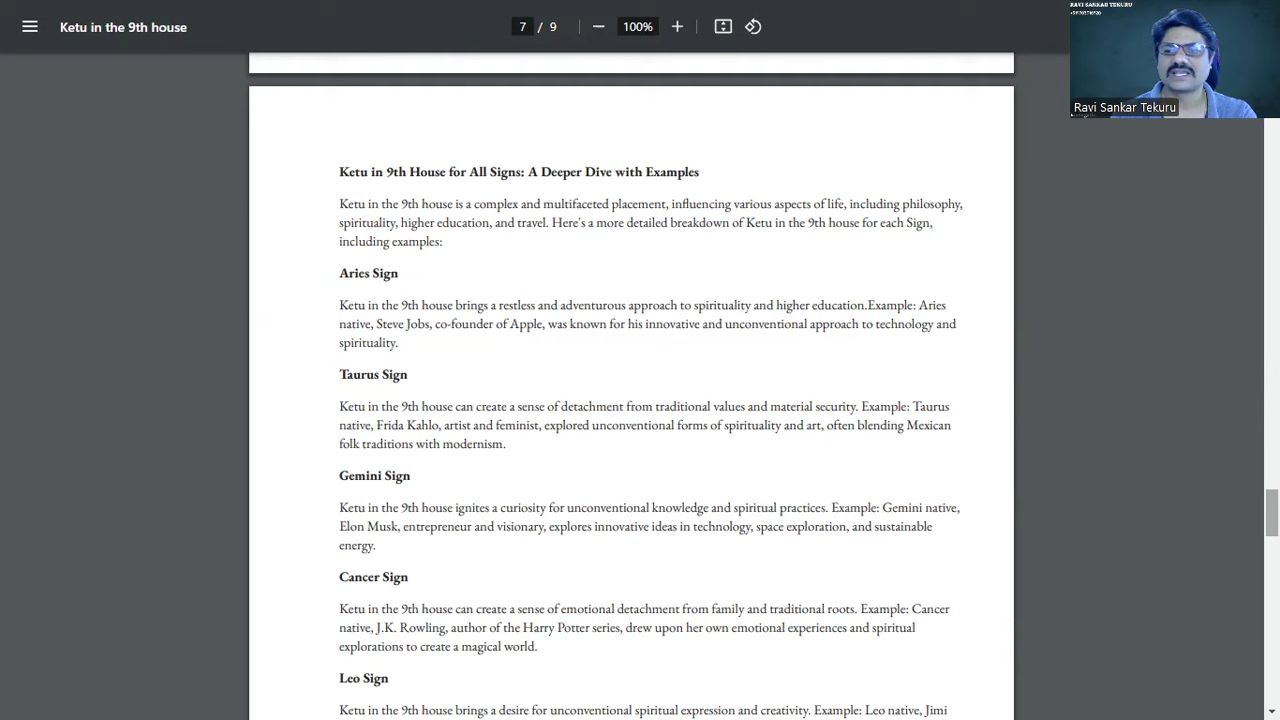 Ketu in the 9th house
7 / 9
100%
RAVI SANKAR TEKURU
Ravi Sankar Tekuru
Ketu in 9th House for All Signs: A Deeper Dive with Examples
Ketu in the 9th house is a complex and multifaceted placement, influencing various aspects of life, including philosophy,
spirituality, higher education, and travel. Here's a more detailed breakdown of Ketu in the 9th house for each Sign,
including examples:
Aries Sign
Ketu in the 9th house brings a restless and adventurous approach to spirituality and higher education.Example: Aries
native, Steve Jobs, co-founder of Apple, was known for his innovative and unconventional approach to technology and
spirituality.
Taurus Sign
Ketu in the 9th house can create a sense of detachment from traditional values and material security. Example: Taurus
native, Frida Kahlo, artist and feminist, explored unconventional forms of spirituality and art, often blending Mexican
folk traditions with modernism.
Gemini Sign
Ketu in the 9th house ignites a curiosity for unconventional knowledge and spiritual practices. Example: Gemini native,
Elon Musk, entrepreneur and visionary, explores innovative ideas in technology, space exploration, and sustainable
energy.
Cancer Sign
Ketu in the 9th house can create a sense of emotional detachment from family and traditional roots. Example: Cancer
native, J.K. Rowling, author of the Harry Potter series, drew upon her own emotional experiences and spiritual
explorations to create a magical world.
Leo Sign
Ketu in the 9th house brings a desire for unconventional spiritual expression and creativity. Example: Leo native, Jimi